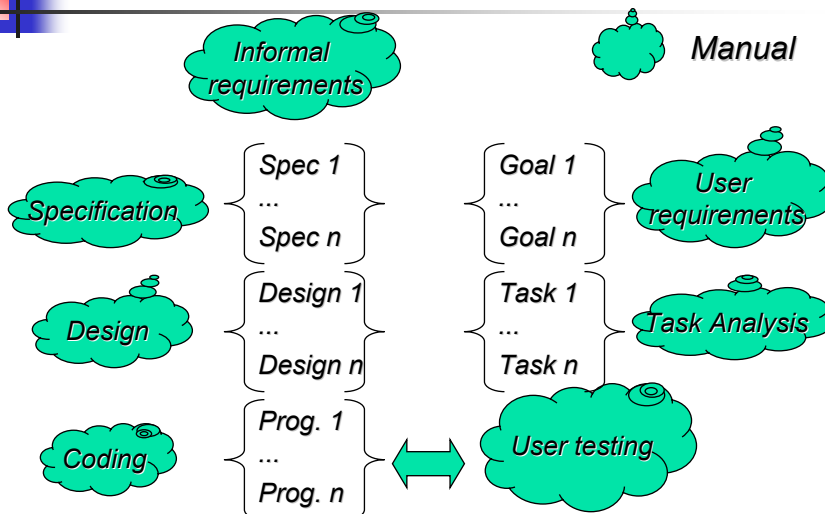 Informal
requirements
Manual
Spec 1
...
Spec n
Goal 1
...
Goal n
Specification
User
requirements
Design 1
...
Design n
Task 1
...
Task n
Design
Task Analysis
Prog. 1
...
Prog. n
Coding
User testing